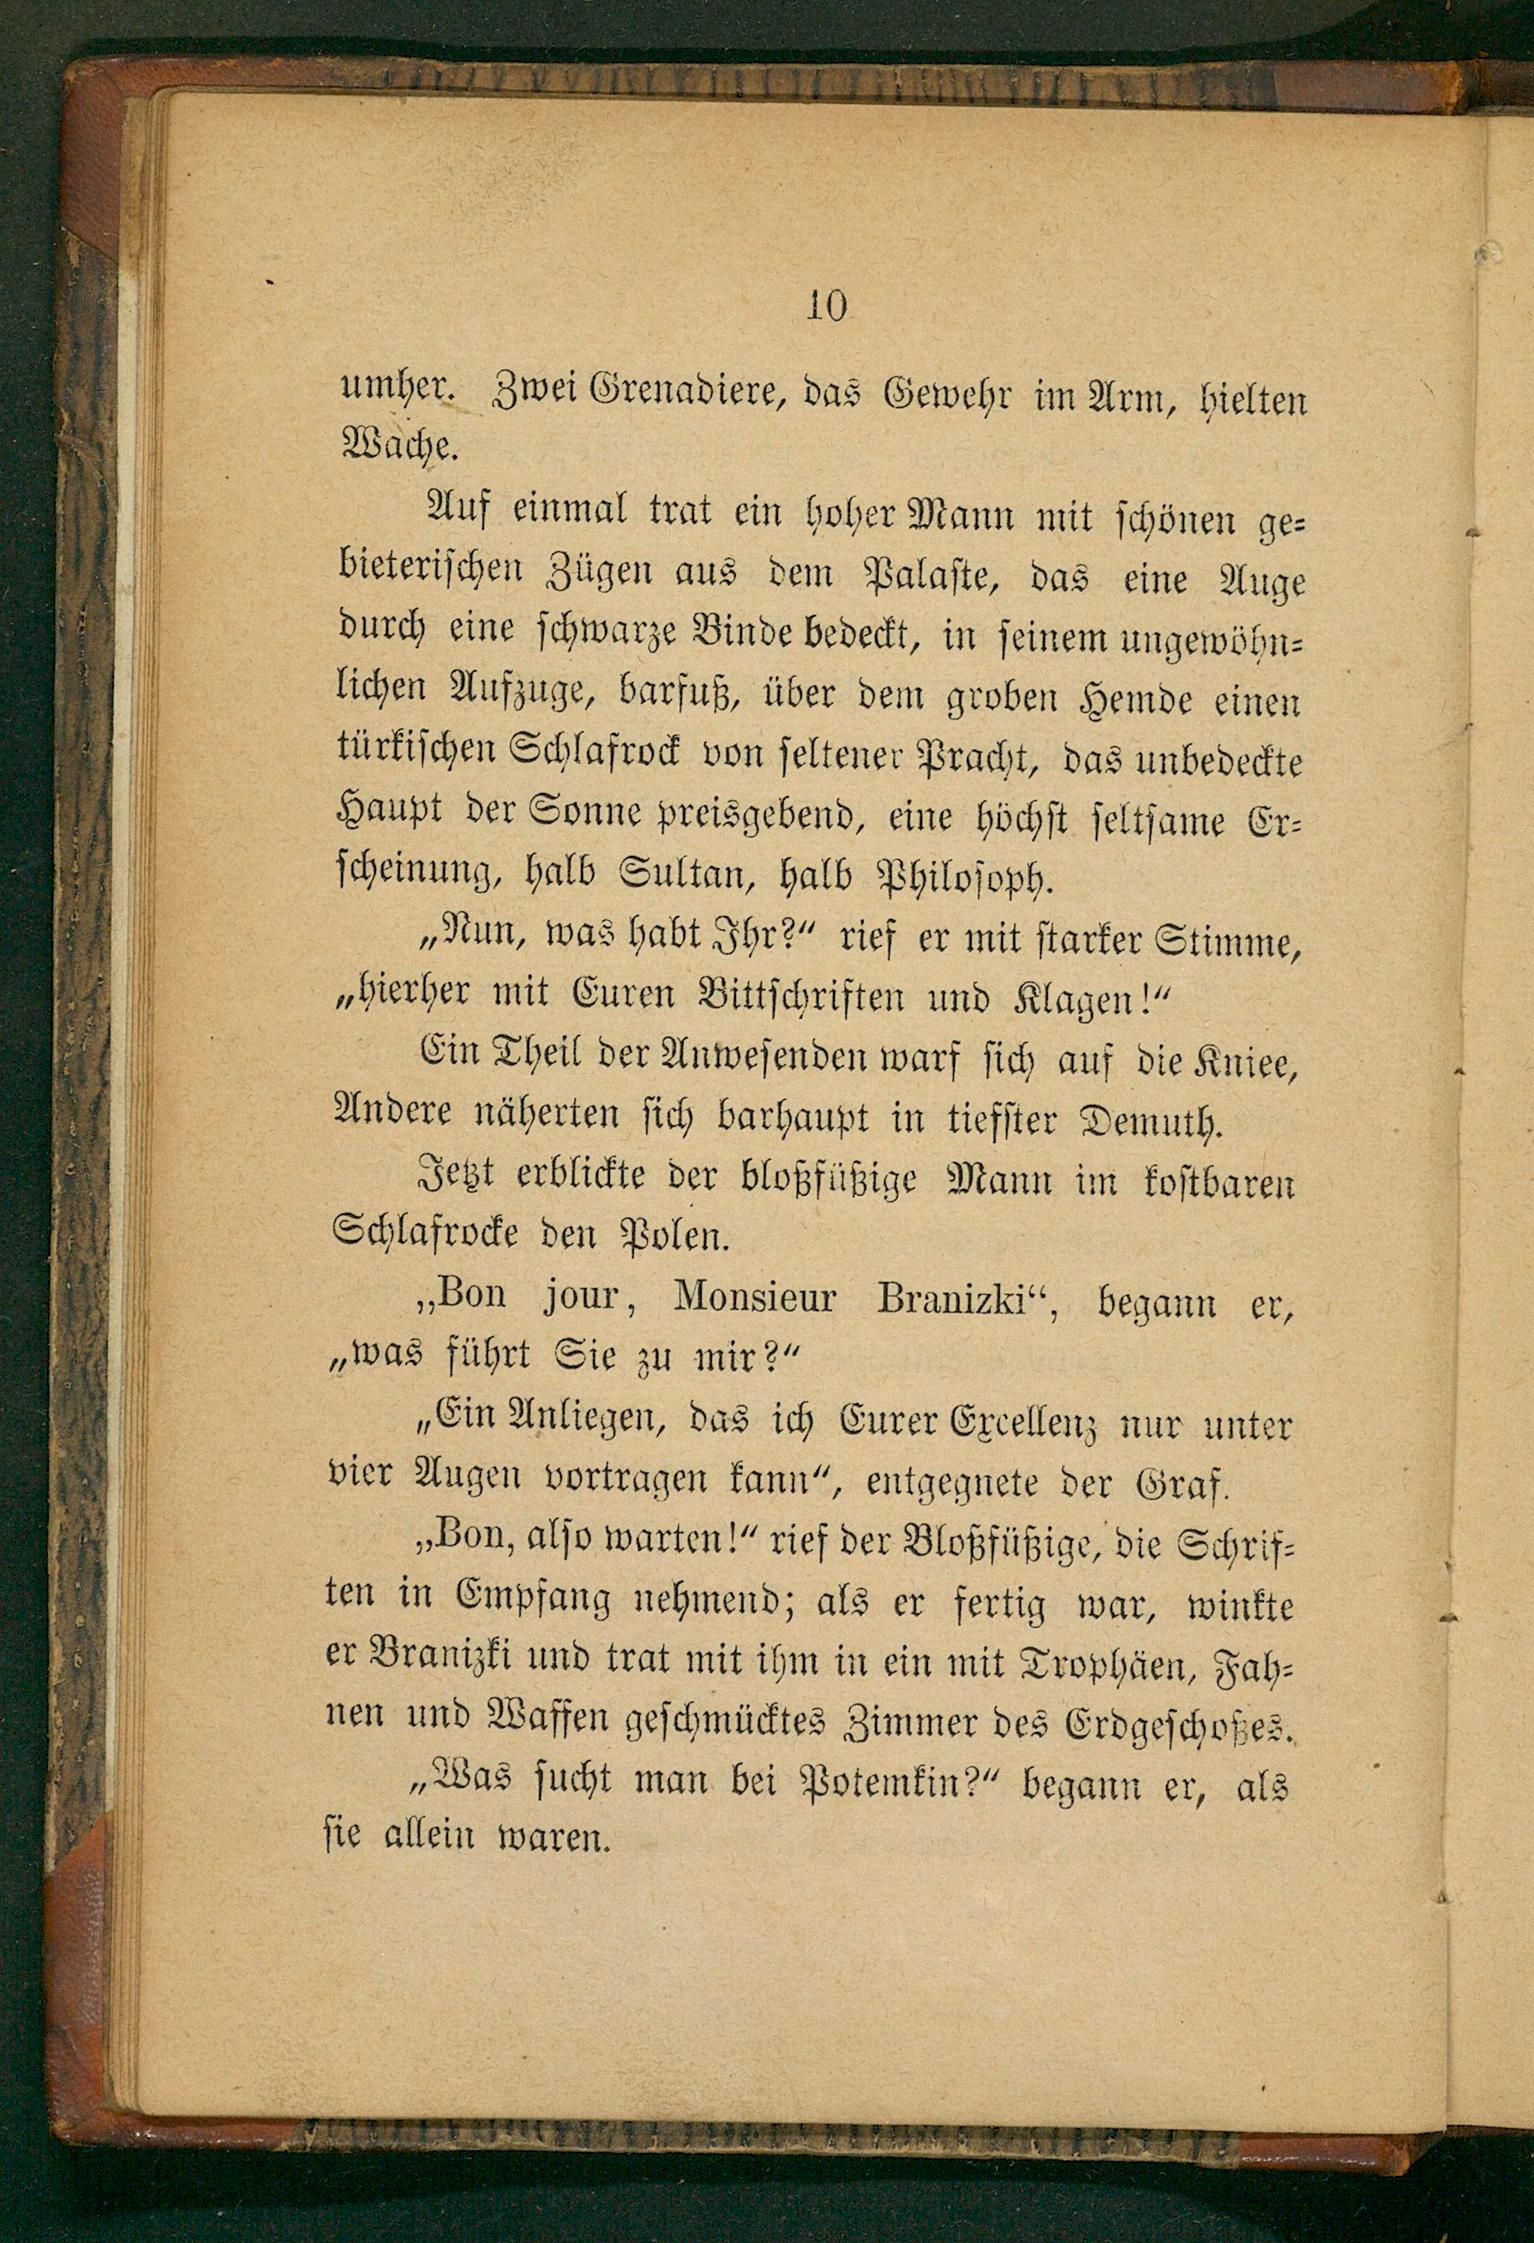 10
umher. Zwei Grenadiere, das Gewehr im Arm, hielten
Wache.
Auf einmal trat ein hoher Mann mit schönen ge-
bieterischen Zügen aus dem Palaste, das eine Auge
durch eine schwarze Binde bedeckt, in seinem ungewöhn-
lichen Aufzuge, barfuß, über dem groben Hemde einen
türkischen Schlafrock von seltener Pracht, das unbedeckte
Haupt der Sonne preisgebend, eine höchst seltsame Er-
scheinung, halb Sultan, halb Philosoph.
„Nun, was habt Ihr?“ rief er mit starker Stimme,
„hierher mit Euren Bittschriften und Klagen!“
Ein Theil der Anwesenden warf sich auf die Kniee,
Andere näherten sich barhaupt in tiefster Demuth.
Jetzt erblickte der bloßfüßige Mann im kostbaren
Schlafrocke den Polen.
„Bon jour, Monsieur Branizki“, begann er,
„was führt Sie zu mir?“
„Ein Anliegen, das ich Eurer Excellenz nur unter
vier Augen vortragen kann“, entgegnete der Graf.
„Bon, also warten!“ rief der Bloßfüßige, die Schrif-
ten in Empfang nehmend; als er fertig war, winkte
er Branizki und trat mit ihm in ein mit Trophäen, Fah-
nen und Waffen geschmücktes Zimmer des Erdgeschoßes.
„Was sucht man bei Potemkin?“ begann er, als
sie allein waren.